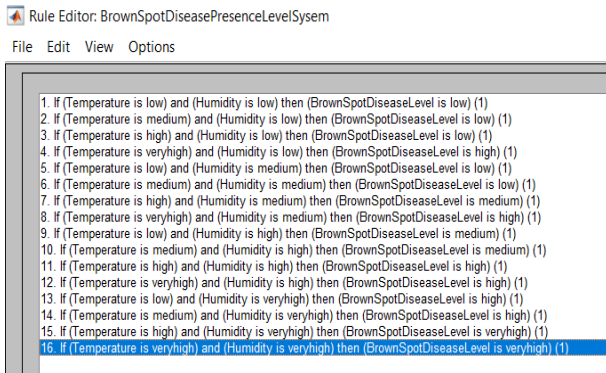 Rule Editor: BrownSpotDiseasePresenceLevelSysem
File Edit View Options
1. If (Temperature is low) and (Humidity is low) then (BrownSpotDiseaseLevel is low) (1)
2. If (Temperature is medium) and (Humidity is low) then (BrownSpotDiseaseLevel is low) (1)
3. If (Temperature is high) and (Humidity is low) then (BrownSpotDiseaseLevel is low) (1)
4. If (Temperature is veryhigh) and (Humidity is low) then (BrownSpotDiseaseLevel is high) (1)
5. If (Temperature is low) and (Humidity is medium) then (BrownSpotDiseaseLevel is low) (1)
6. If (Temperature is medium) and (Humidity is medium) then (BrownSpotDiseaseLevel is low) (1)
7. If (Temperature is high) and (Humidity is medium) then (BrownSpotDiseaseLevel is medium) (1)
8. If (Temperature is veryhigh) and (Humidity is medium) then (BrownSpotDiseaseLevel is high) (1)
9. If (Temperature is low) and (Humidity is high) then (BrownSpotDiseaseLevel is medium) (1)
10. If (Temperature is medium) and (Humidity is high) then (BrownSpotDiseaseLevel is medium) (1)
11. If (Temperature is high) and (Humidity is high) then (BrownSpotDiseaseLevel is high) (1)
12. If (Temperature is veryhigh) and (Humidity is high) then (BrownSpotDiseaseLevel is high) (1)
13. If (Temperature is low) and (Humidity is veryhigh) then (BrownSpotDiseaseLevel is high) (1)
14. If (Temperature is medium) and (Humidity is veryhigh) then (BrownSpotDiseaseLevel is high) (1)
15. If (Temperature is high) and (Humidity is veryhigh) then (BrownSpotDiseaseLevel is veryhigh) (1)
16. If (Temperature is veryhigh) and (Humidity is veryhigh) then (BrownSpotDiseaseLevel is veryhigh) (1)